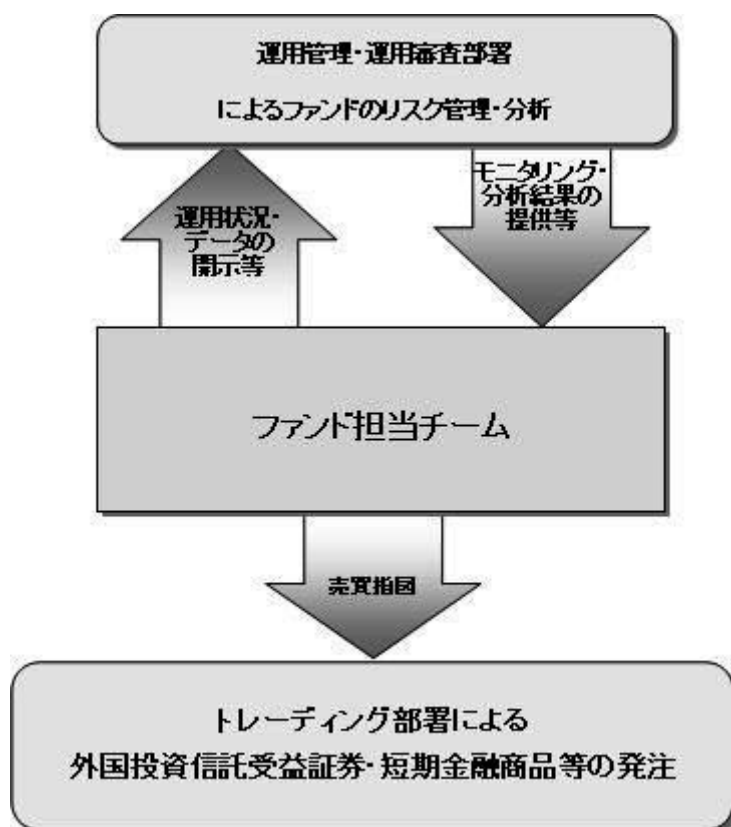 運用管理・運用審査部署
によるファンドのリスク管理・分析
運用状況・
データの
開示等
モニタリング・
分析結果の
提供等
ファンド担当チーム
売買指図
トレーディング部署による
外国投資信託受益証券・短期金融商品等の発注